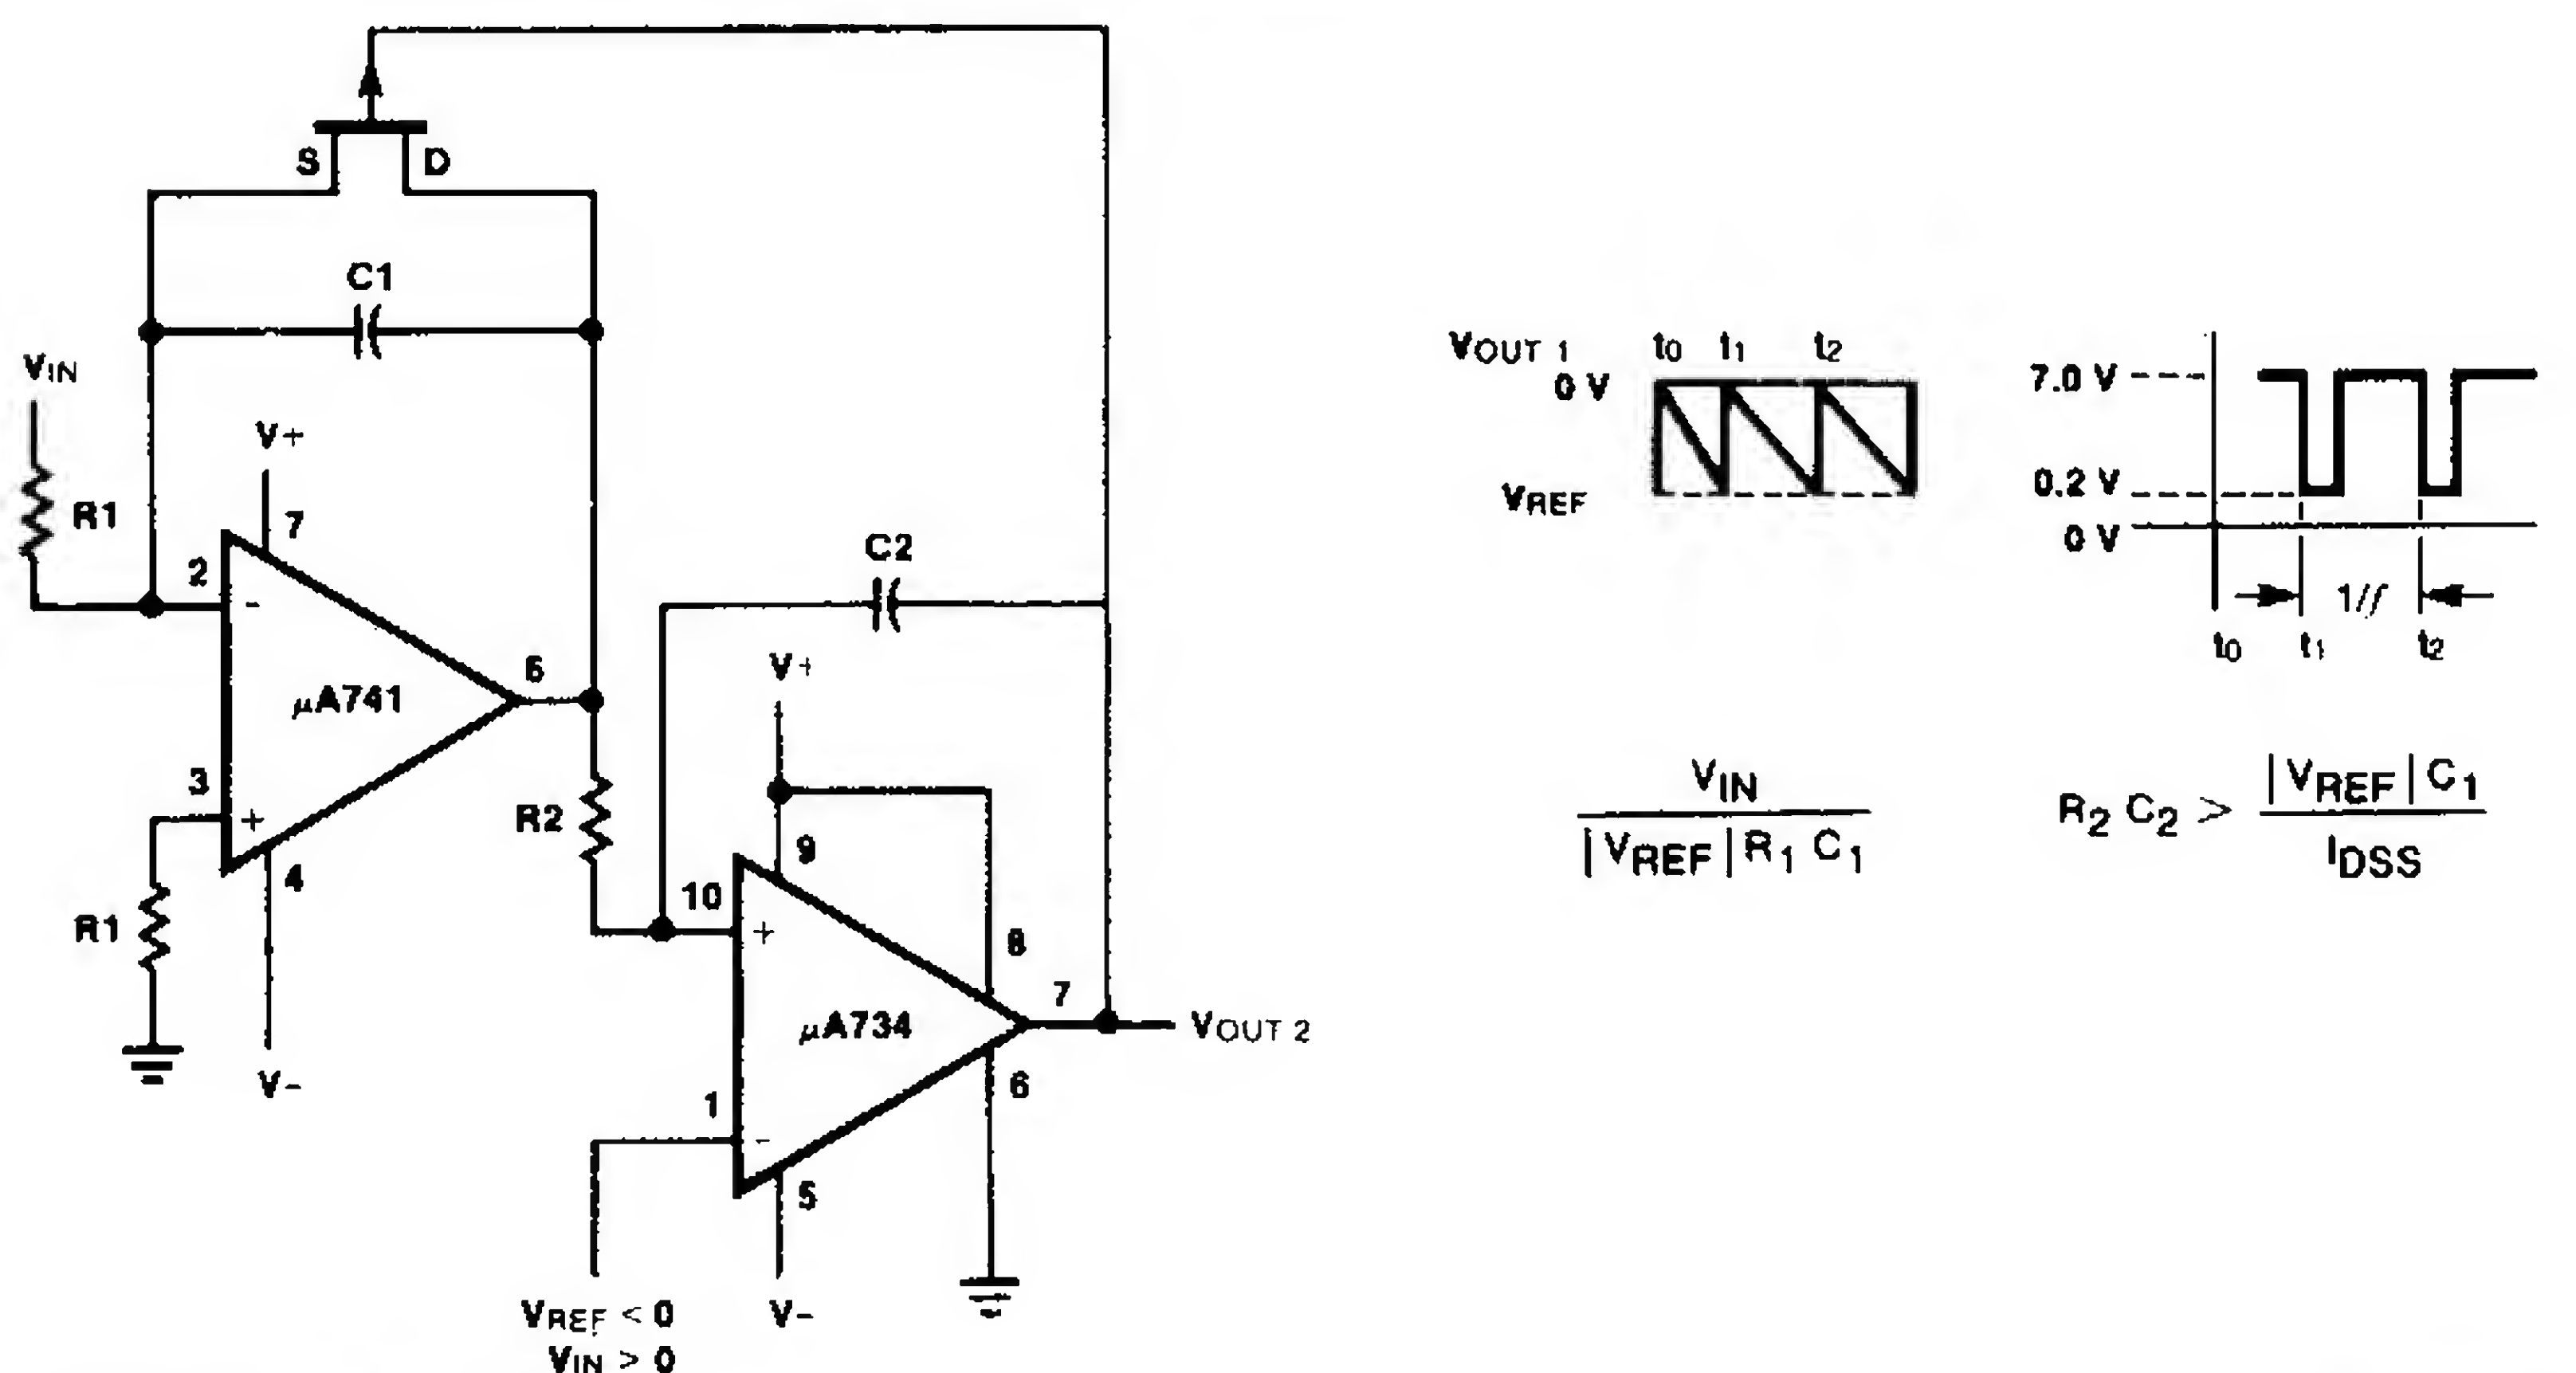 S D
C1
VIN
V+
R1
7
2
-
6
µA741
3
+
4
R1
V-
C2
V+
R2
9
10
+
8
7
µA734
VOUT 2
1
-
6
5
VREF < 0
VIN > 0
V-
VOUT 1 t0 t1 t2
0 V
VREF
7.0 V
0.2 V
0 V
1/f
t0 t1 t2
VIN
|VREF| R1 C1
R2 C2 > |VREF| C1
IDSS